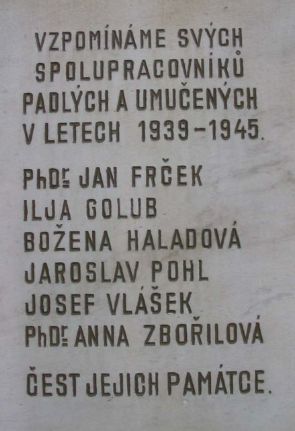 VZPOMÍNÁME SVÝCH
SPOLUPRACOVNÍKŮ
PADLÝCH A UMUČENÝCH
V LETECH 1939-1945.
PhDr. JAN FRČEK
ILJA GOLUB
BOŽENA HALADOVÁ
JAROSLAV POHL
JOSEF VLÁŠEK
PhDr. ANNA ZBOŘILOVÁ
ČEST JEJICH PAMÁTCE.